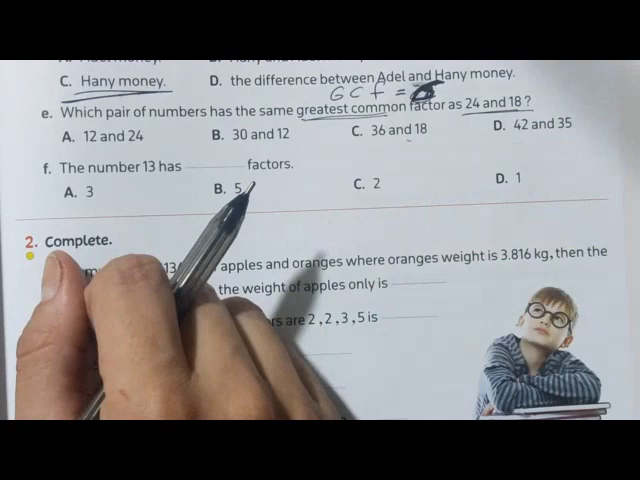 C. Hany money. D. the difference between Adel and Hany money.
GCF =
e. Which pair of numbers has the same greatest common factor as 24 and 18 ?
A. 12 and 24 B. 30 and 12 C. 36 and 18 D. 42 and 35
f. The number 13 has factors.
A. 3 B. 5 C. 2 D. 1
2. Complete.
apples and oranges where oranges weight is 3.816 kg, then the
the weight of apples only is
are 2 , 2 , 3 , 5 is